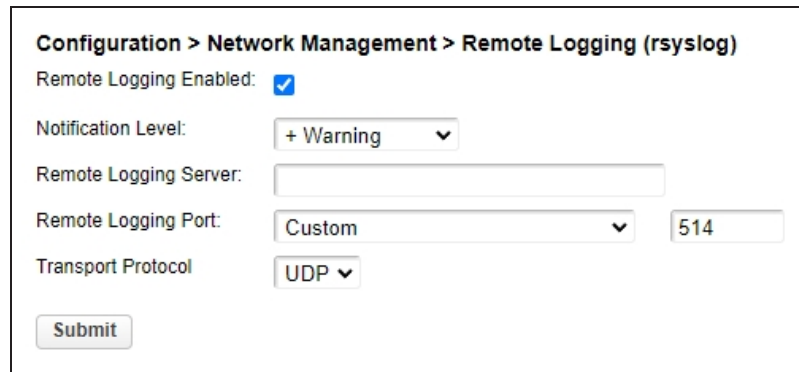 Configuration > Network Management > Remote Logging (rsyslog)
Remote Logging Enabled:
Notification Level: + Warning
Remote Logging Server:
Remote Logging Port: Custom 514
Transport Protocol UDP
Submit